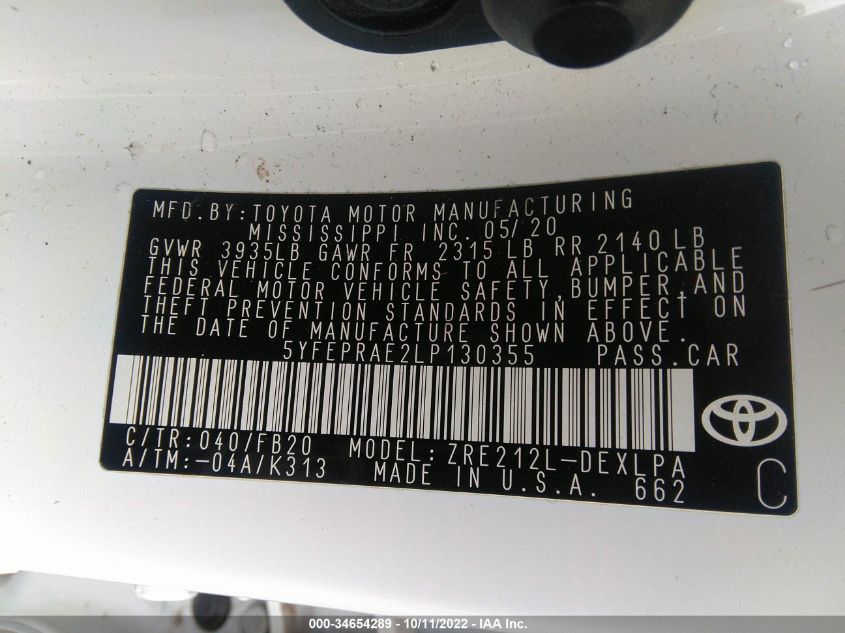 MFD.BY:TOYOTA MOTOR MANUFACTURING
MISSISSIPPI INC. 05/20
GVWR 3935LB GAWR FR 2315 LB RR 2140 LB
THIS VEHICLE CONFORMS TO ALL APPLICABLE
FEDERAL MOTOR VEHICLE SAFETY,BUMPER,AND
THEFT PREVENTION STANDARDS IN EFFECT ON
THE DATE OF MANUFACTURE SHOWN ABOVE.
5YFEPRAE2LP130355 PASS.CAR
C/TR:040/FB20 MODEL:ZRE212L-DEXLPA
A/TM:-04A/K313 MADE IN U.S.A. 662 C
000-34654289 - 10/11/2022 - IAA Inc.